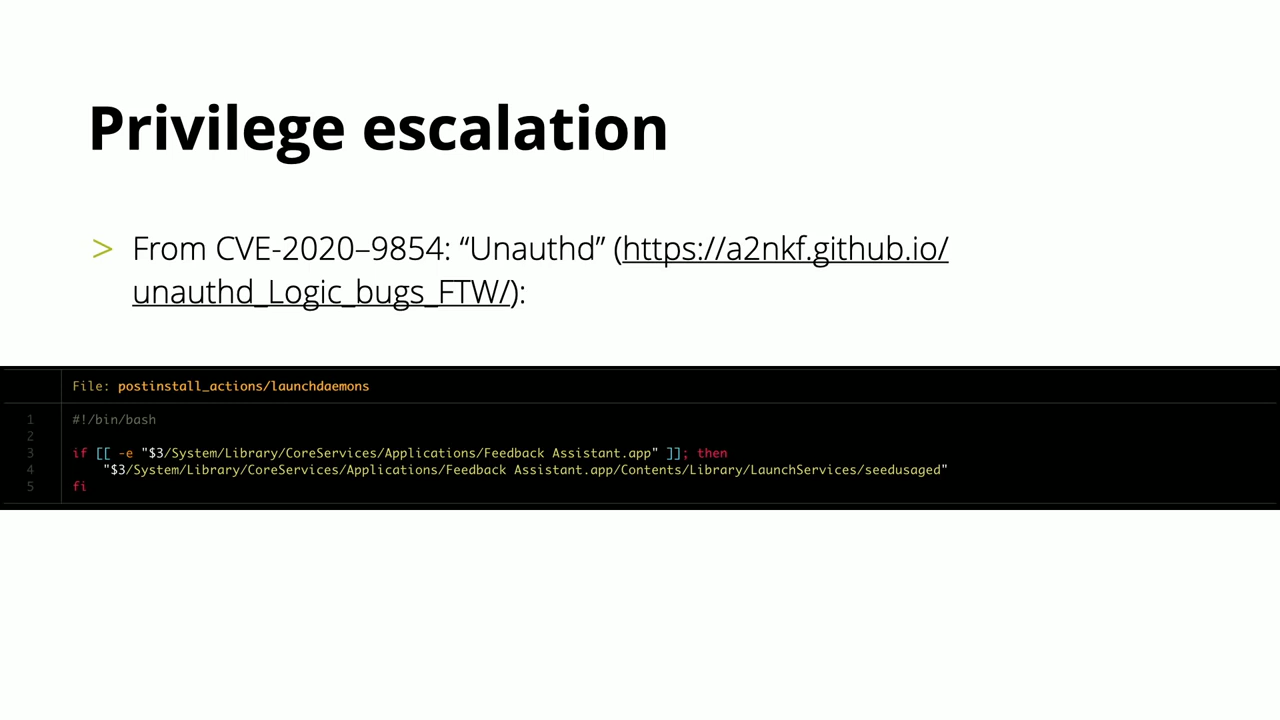 Privilege escalation
> From CVE-2020–9854: “Unauthd” (https://a2nkf.github.io/
unauthd_Logic_bugs_FTW/):
File: postinstall_actions/launchdaemons
1 #!/bin/bash
2
3 if [[ -e "$3/System/Library/CoreServices/Applications/Feedback Assistant.app" ]]; then
4 "$3/System/Library/CoreServices/Applications/Feedback Assistant.app/Contents/Library/LaunchServices/seedusaged"
5 fi